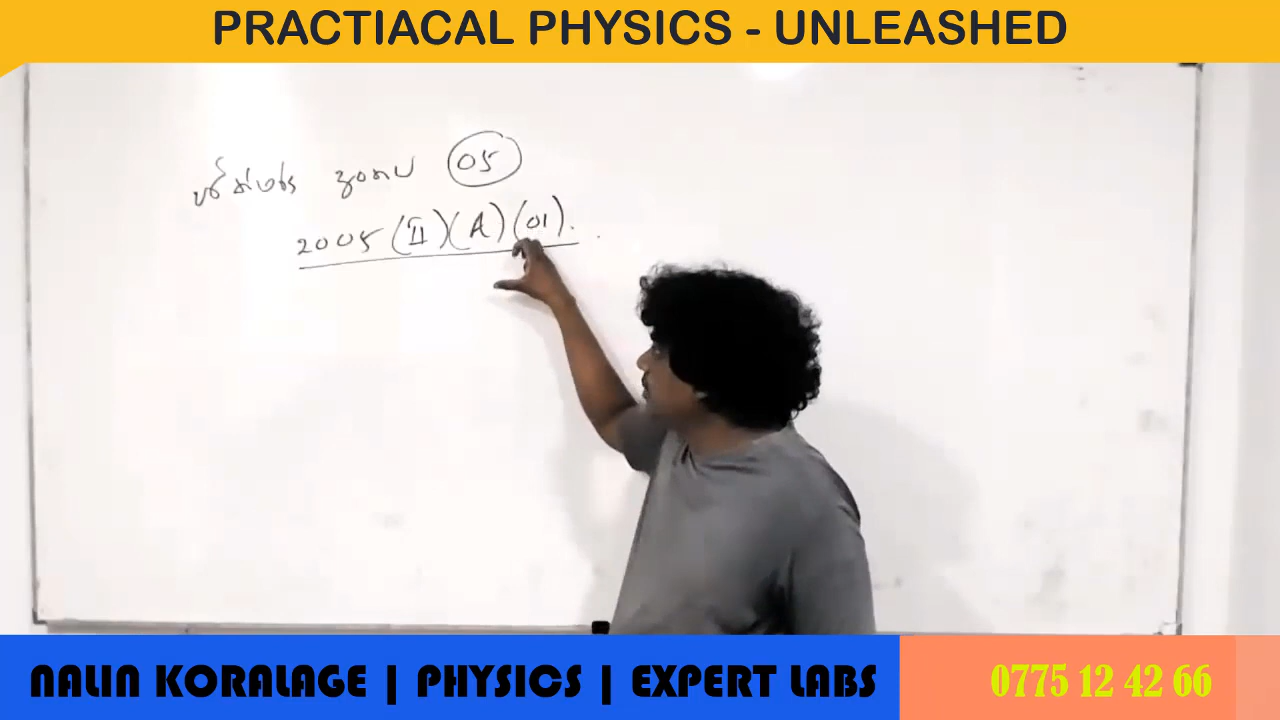 PRACTIACAL PHYSICS - UNLEASHED
05
2005 (II)(A)(01).
NALIN KORALAGE | PHYSICS | EXPERT LABS
0775 12 42 66